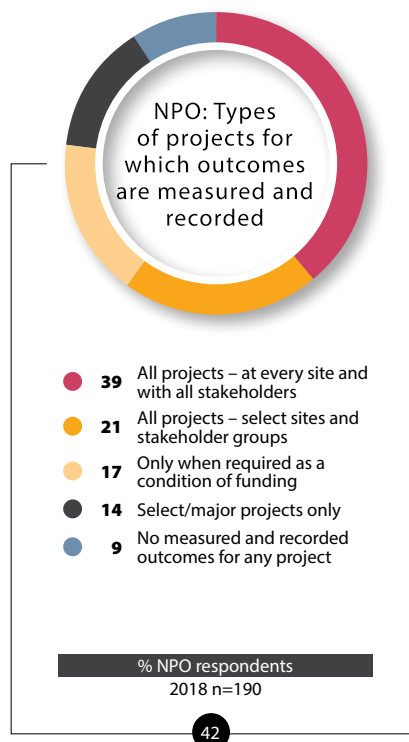 NPO: Types
of projects for
which outcomes
are measured and
recorded
39 All projects – at every site and
with all stakeholders
21 All projects – select sites and
stakeholder groups
17 Only when required as a
condition of funding
14 Select/major projects only
9 No measured and recorded
outcomes for any project
% NPO respondents
2018 n=190
42